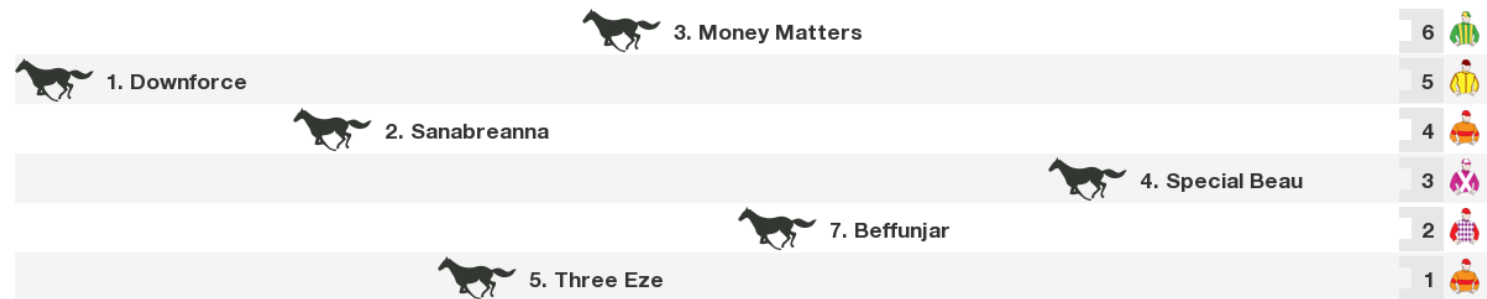 3. Money Matters 6
1. Downforce 5
2. Sanabreanna 4
4. Special Beau 3
7. Beffunjar 2
5. Three Eze 1